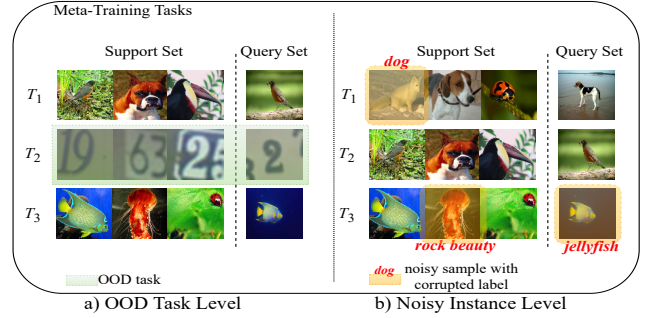 Meta-Training Tasks
Support Set
Query Set
T1
T2
19
63
25
2
T3
OOD task
a) OOD Task Level
Support Set
Query Set
dog
T1
T2
T3
rock beauty
jellyfish
dog
noisy sample with
corrupted label
b) Noisy Instance Level